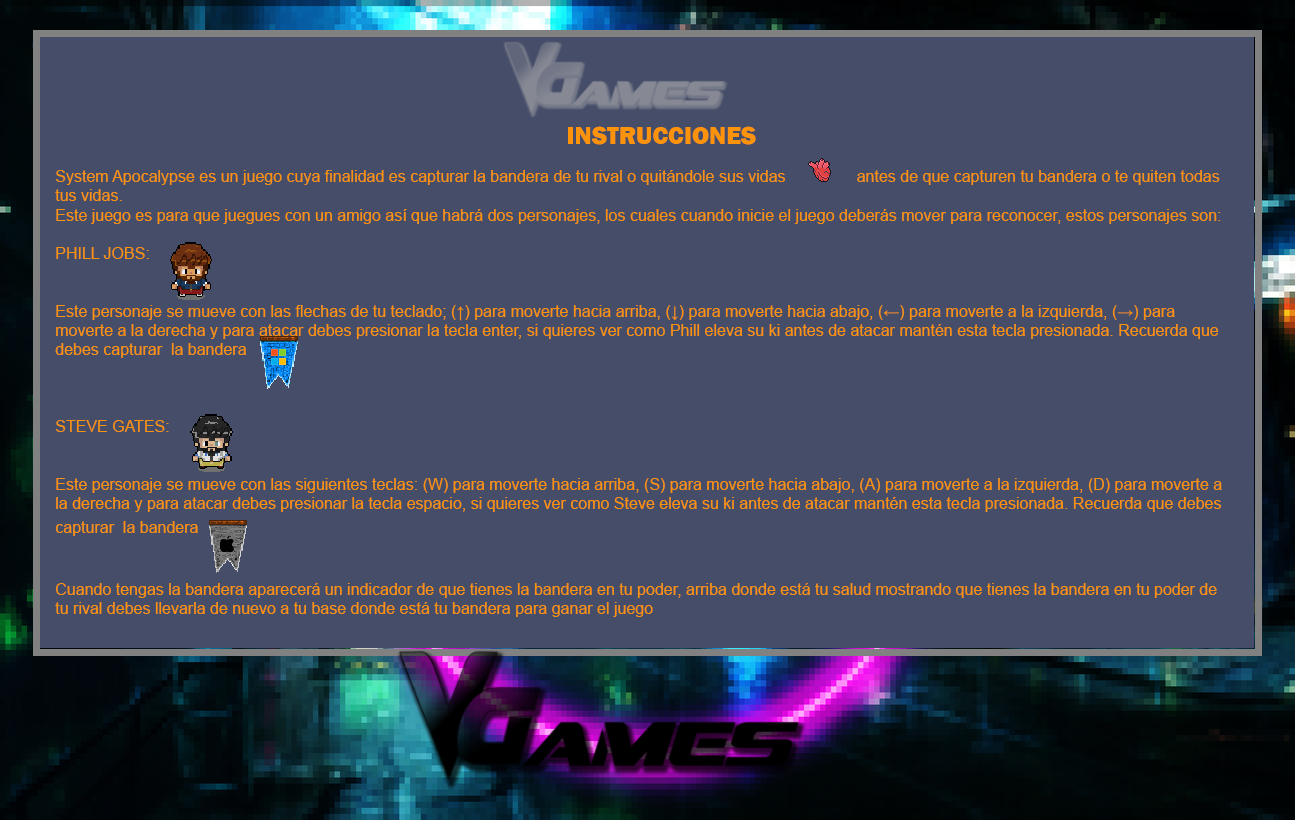 VGAMES
INSTRUCCIONES
System Apocalypse es un juego cuya finalidad es capturar la bandera de tu rival o quitándole sus vidas antes de que capturen tu bandera o te quiten todas
tus vidas.
Este juego es para que juegues con un amigo así que habrá dos personajes, los cuales cuando inicie el juego deberás mover para reconocer, estos personajes son:
PHILL JOBS:
Este personaje se mueve con las flechas de tu teclado; (↑) para moverte hacia arriba, (↓) para moverte hacia abajo, (←) para moverte a la izquierda, (→) para
moverte a la derecha y para atacar debes presionar la tecla enter, si quieres ver como Phill eleva su ki antes de atacar mantén esta tecla presionada. Recuerda que
debes capturar  la bandera
STEVE GATES:
Este personaje se mueve con las siguientes teclas: (W) para moverte hacia arriba, (S) para moverte hacia abajo, (A) para moverte a la izquierda, (D) para moverte a
la derecha y para atacar debes presionar la tecla espacio, si quieres ver como Steve eleva su ki antes de atacar mantén esta tecla presionada. Recuerda que debes
capturar  la bandera
Cuando tengas la bandera aparecerá un indicador de que tienes la bandera en tu poder, arriba donde está tu salud mostrando que tienes la bandera en tu poder de
tu rival debes llevarla de nuevo a tu base donde está tu bandera para ganar el juego
VGAMES